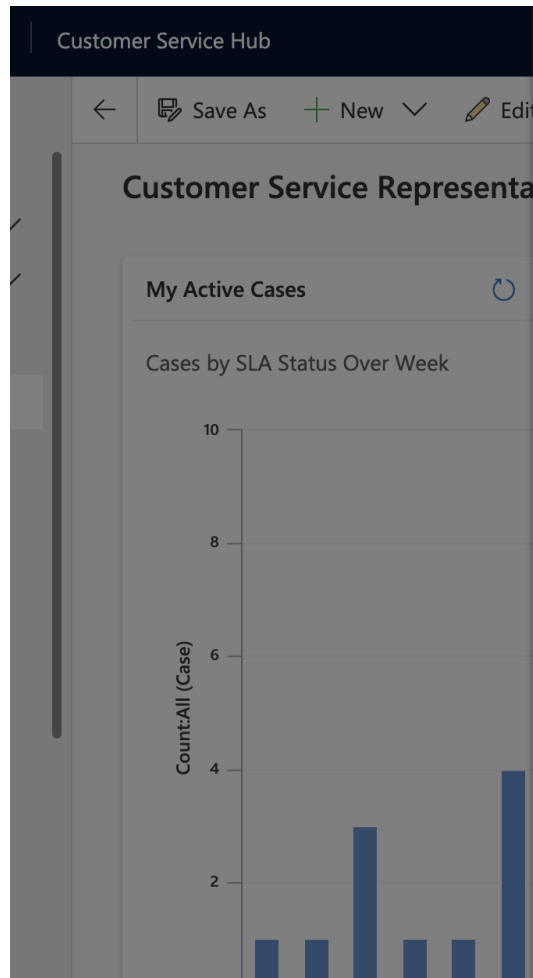 Customer Service Hub
Save As New Edit
Customer Service Representa
My Active Cases
Cases by SLA Status Over Week
10
8
6
Count:All (Case)
4
2